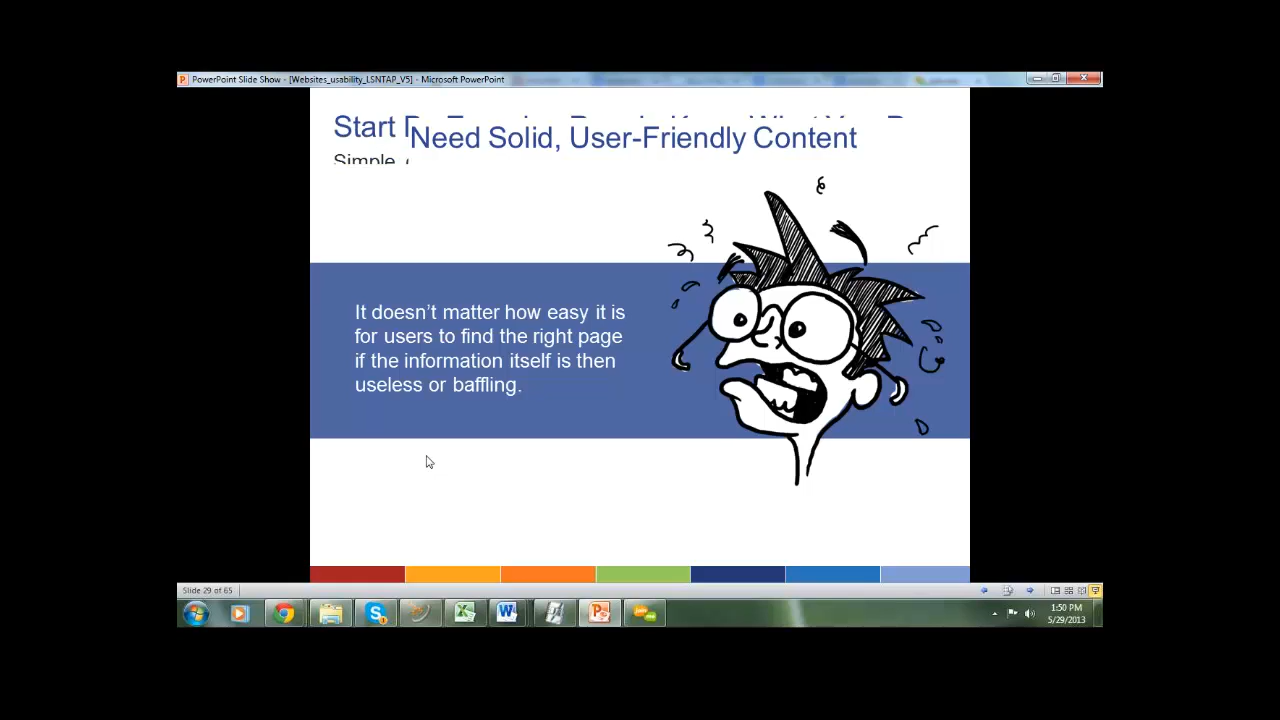 PowerPoint Slide Show - [Websites_usability_LSNTAP_V5] - Microsoft PowerPoint
Start
Need Solid, User-Friendly Content
Simple,
It doesn’t matter how easy it is
for users to find the right page
if the information itself is then
useless or baffling.
Slide 29 of 65
1:50 PM
5/29/2013